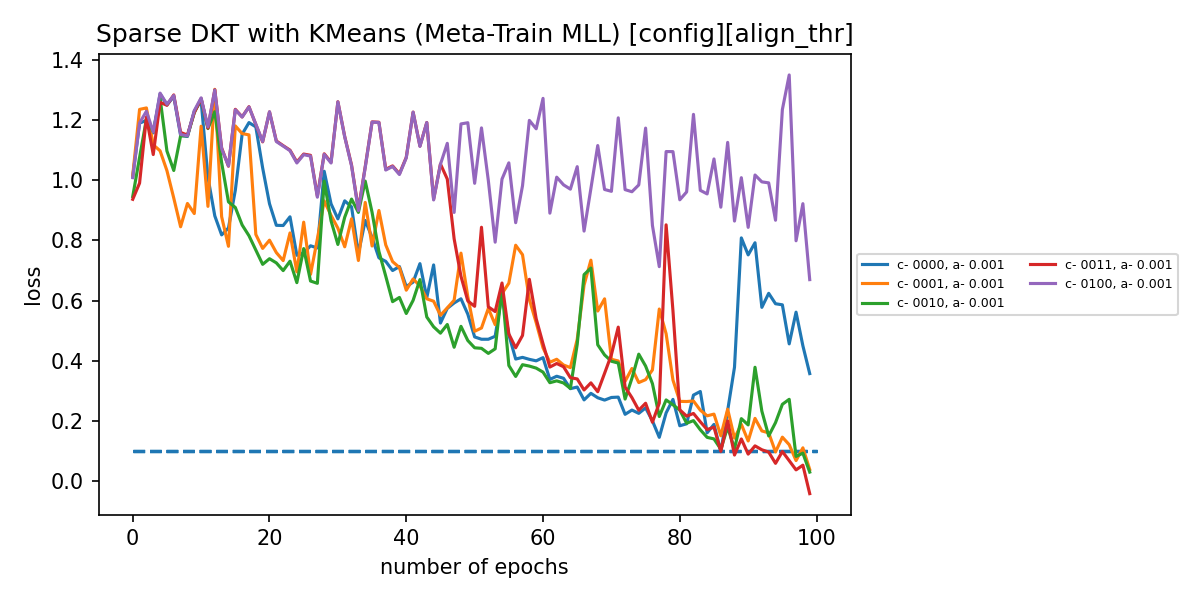 Sparse DKT with KMeans (Meta-Train MLL) [config][align_thr]
1.4
1.2
1.0
0.8
0.6
0.4
0.2
0.0
loss
0 20 40 60 80 100
number of epochs
c- 0000, a- 0.001
c- 0001, a- 0.001
c- 0010, a- 0.001
c- 0011, a- 0.001
c- 0100, a- 0.001